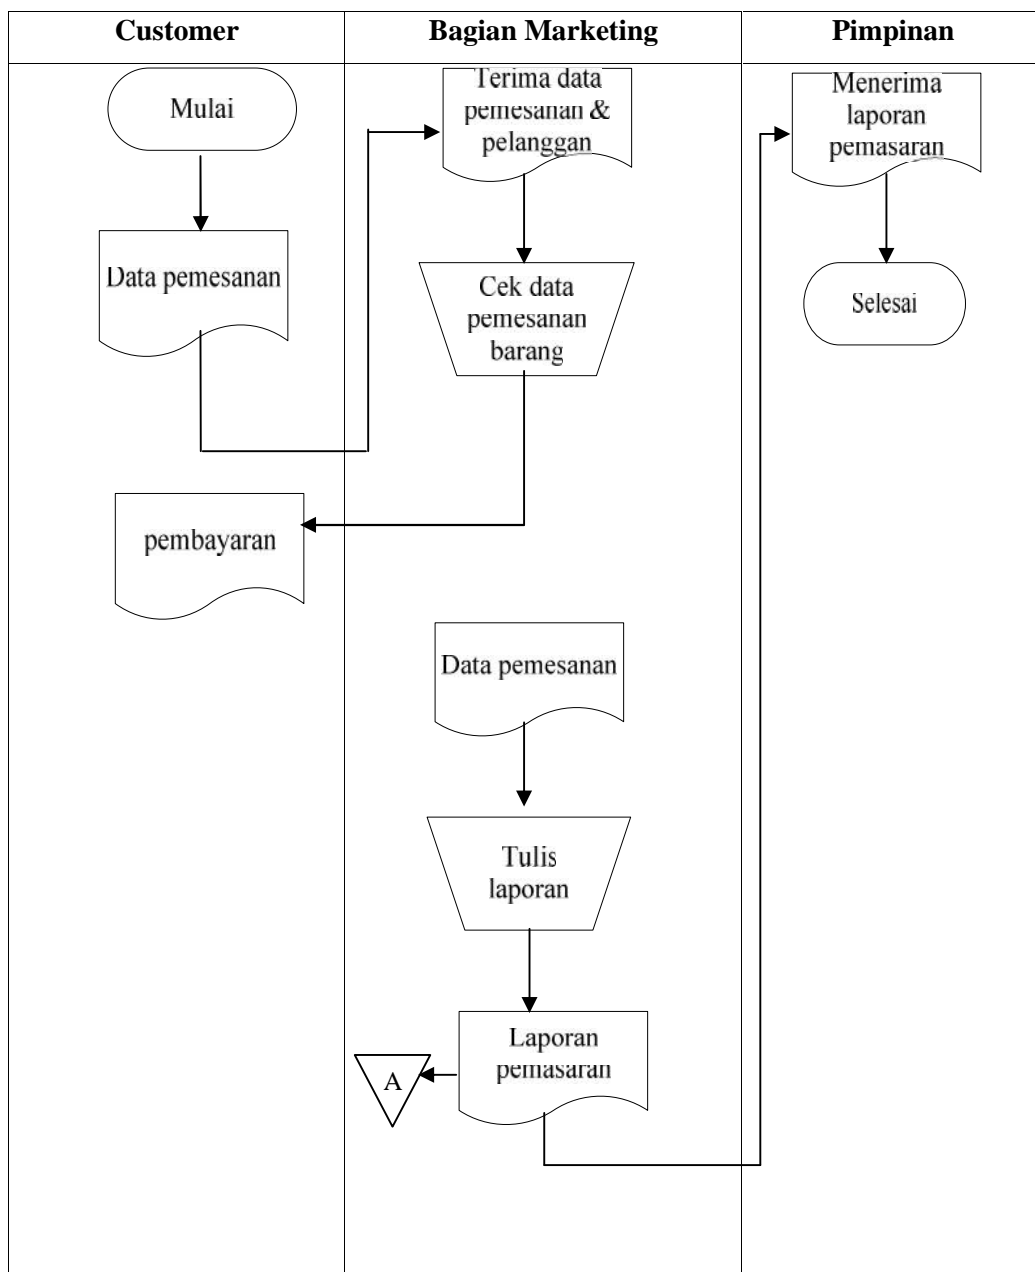 Customer
Bagian Marketing
Pimpinan
Mulai
Data pemesanan
pembayaran
Terima data
pemesanan &
pelanggan
Cek data
pemesanan
barang
Data pemesanan
Tulis
laporan
Laporan
pemasaran
A
Menerima
laporan
pemasaran
Selesai